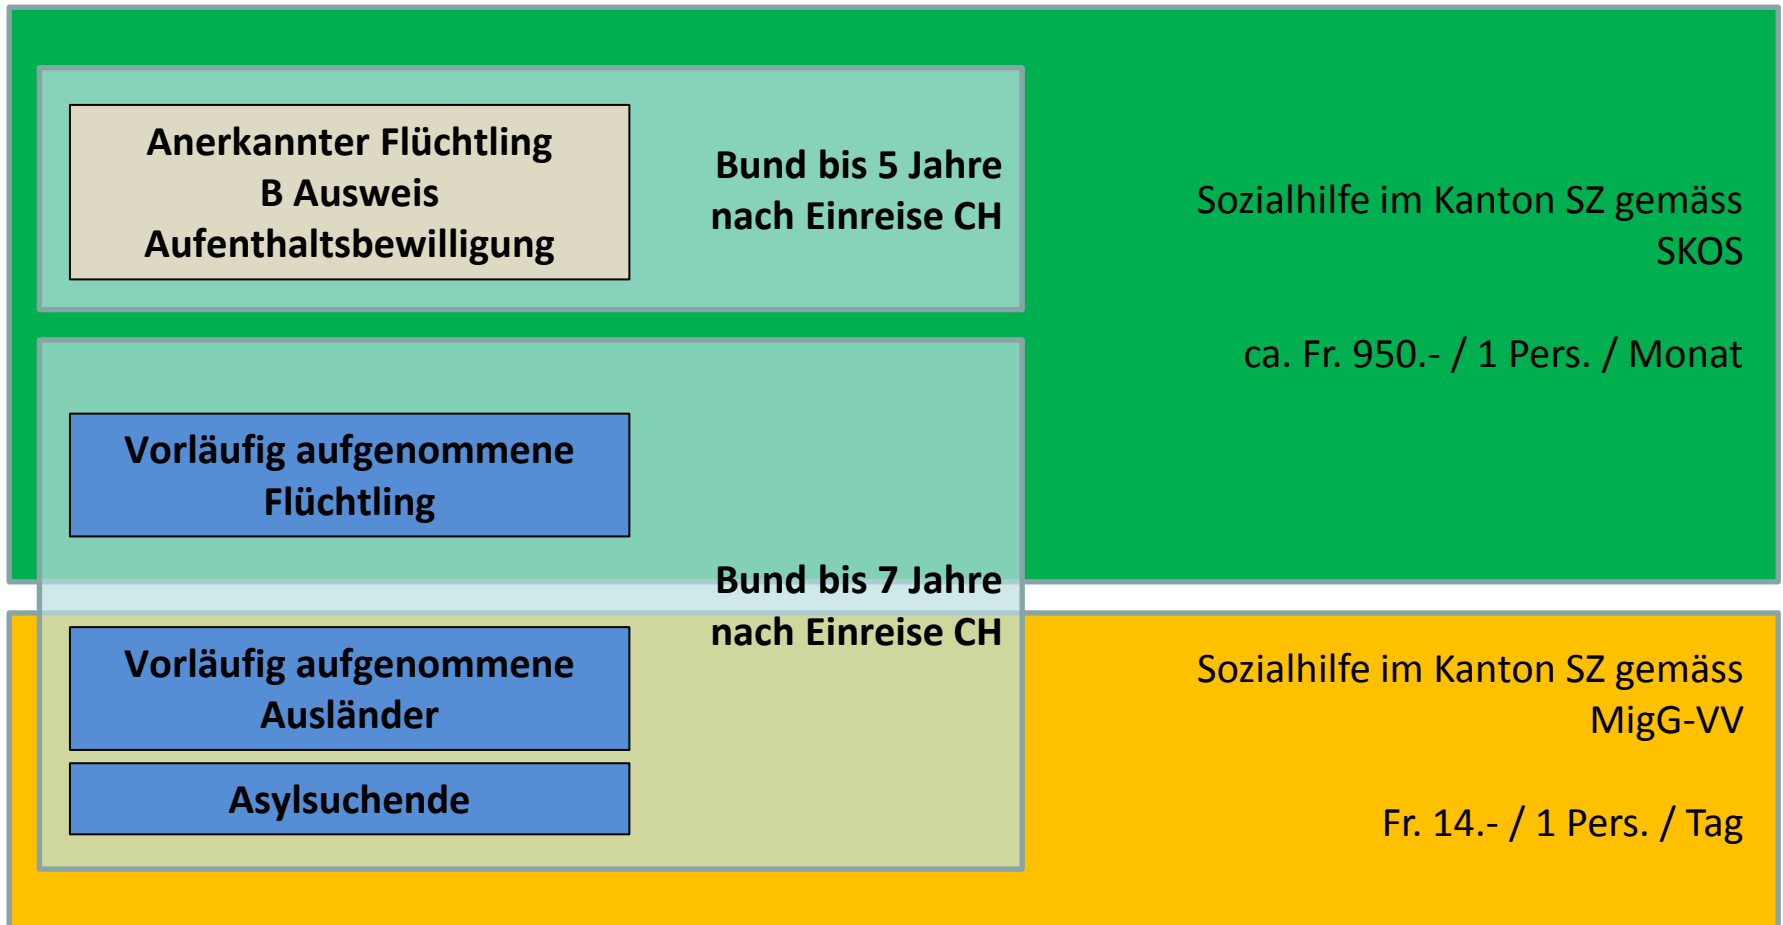 Anerkannter Flüchtling
B Ausweis
Aufenthaltsbewilligung
Bund bis 5 Jahre
nach Einreise CH
Sozialhilfe im Kanton SZ gemäss
SKOS
ca. Fr. 950.- / 1 Pers. / Monat
Vorläufig aufgenommene
Flüchtling
Bund bis 7 Jahre
nach Einreise CH
Vorläufig aufgenommene
Ausländer
Asylsuchende
Sozialhilfe im Kanton SZ gemäss
MigG-VV
Fr. 14.- / 1 Pers. / Tag